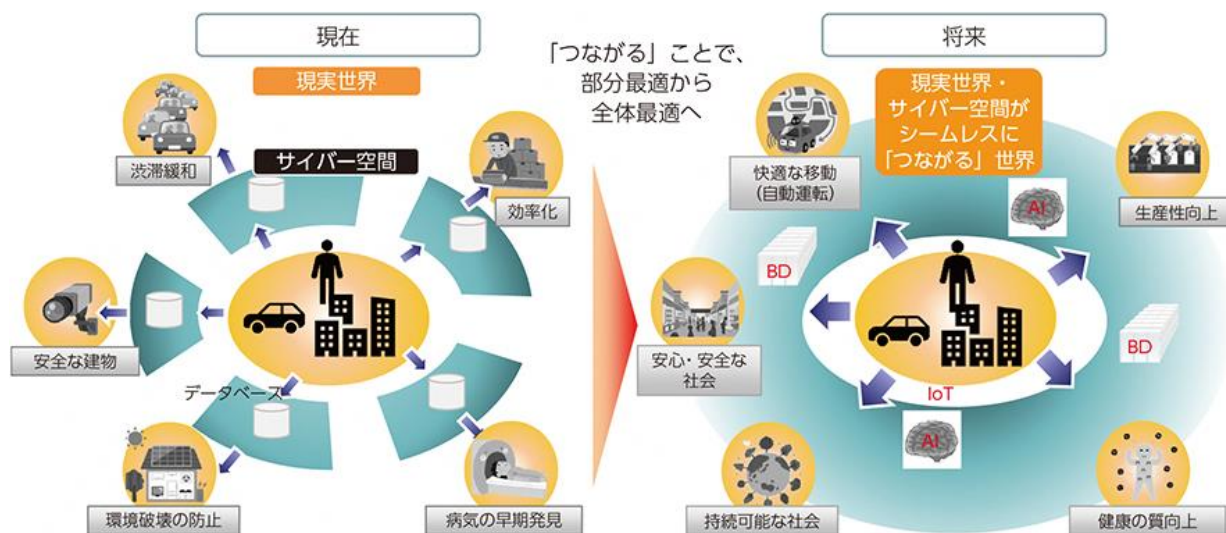 現在
現実世界
サイバー空間
渋滞緩和
効率化
安全な建物
データベース
環境破壊の防止
病気の早期発見
「つながる」ことで、
部分最適から
全体最適へ
将来
現実世界・
サイバー空間が
シームレスに
「つながる」世界
快適な移動
(自動運転)
AI
生産性向上
BD
安心・安全な
社会
BD
IoT
AI
持続可能な社会
健康の質向上